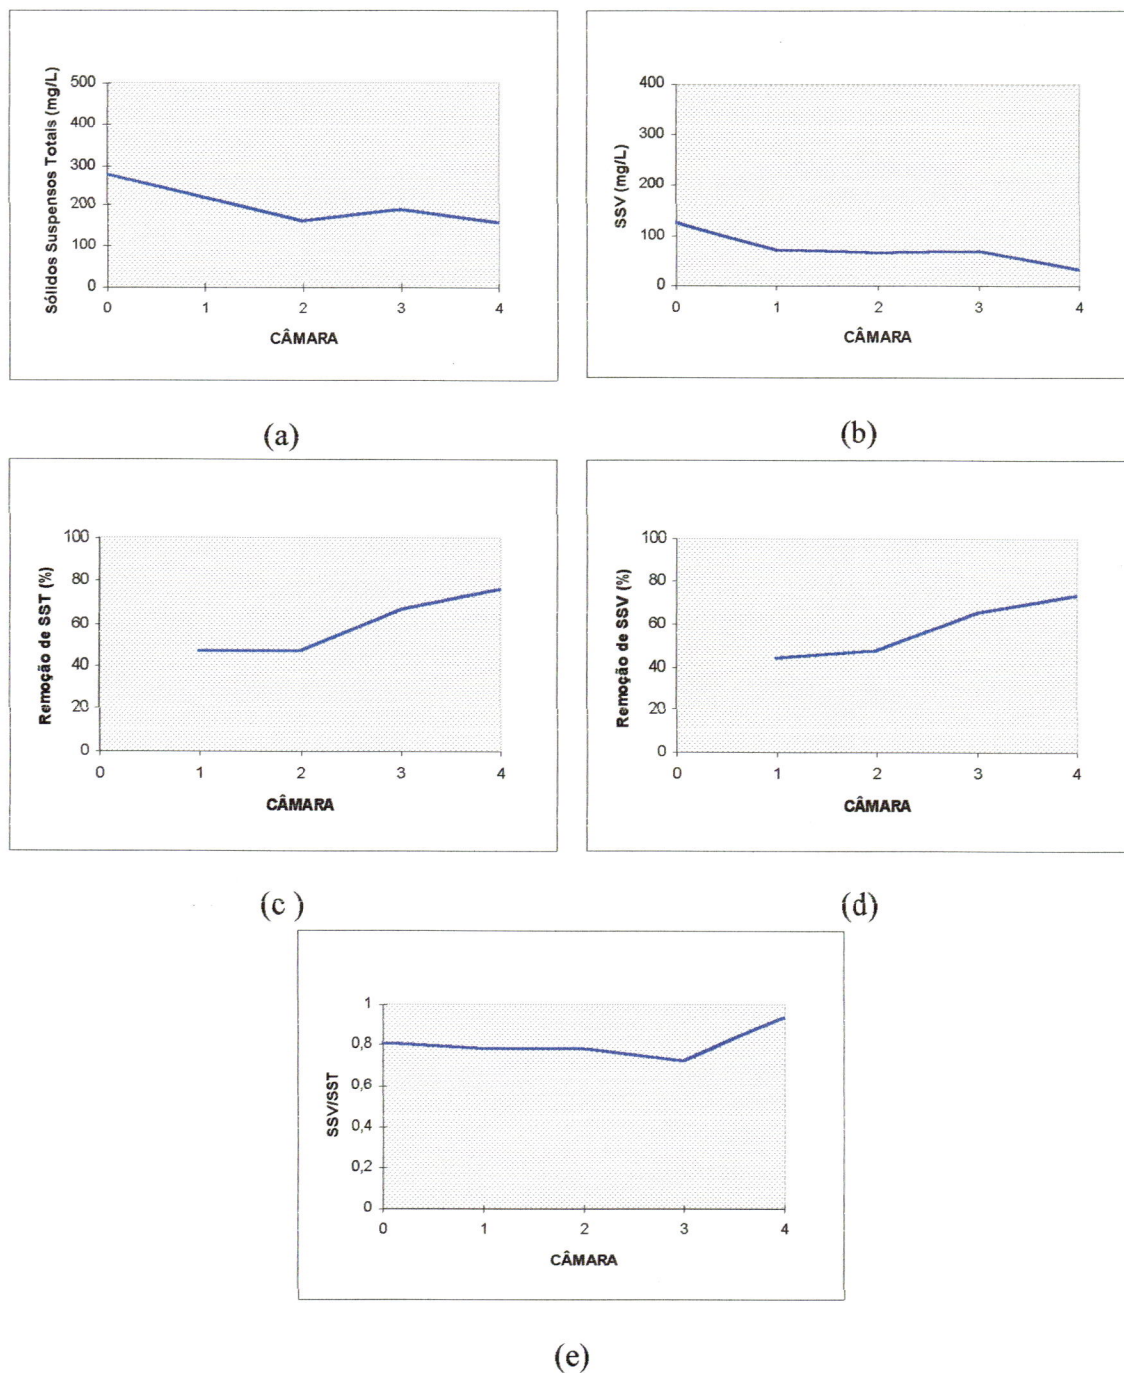 Sólidos Suspensos Totais (mg/L)
500
400
300
200
100
0
0 1 2 3 4
CÂMARA
(a)
SSV (mg/L)
400
300
200
100
0
0 1 2 3 4
CÂMARA
(b)
Remoção de SST (%)
100
80
60
40
20
0
0 1 2 3 4
CÂMARA
(c )
Remoção de SSV (%)
100
80
60
40
20
0
0 1 2 3 4
CÂMARA
(d)
SSV/SST
1
0,8
0,6
0,4
0,2
0
0 1 2 3 4
CÂMARA
(e)